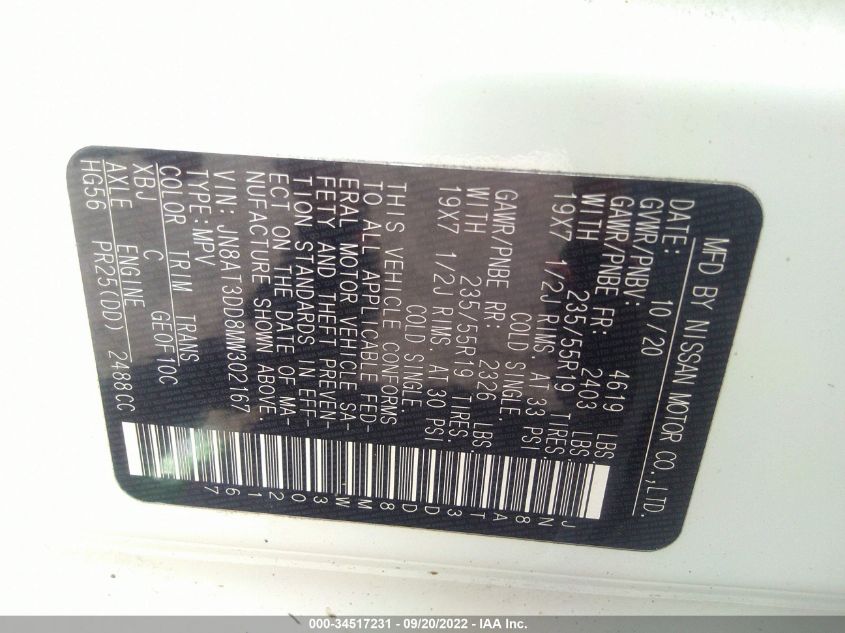 MFD BY NISSAN MOTOR CO.,LTD.
DATE: 10/20
GVWR/PNBV: 4619 LBS
GAWR/PNBE FR: 2403 LBS
WITH 235/55R19 TIRES
19X7 1/2J RIMS AT 33 PSI
COLD SINGLE
GAWR/PNBE RR: 2326 LBS.
WITH 235/55R19 TIRES.
19X7 1/2J RIMS AT 30 PSI
COLD SINGLE.
THIS VEHICLE CONFORMS
TO ALL APPLICABLE FED-
ERAL MOTOR VEHICLE SA-
FETY AND THEFT PREVEN-
TION STANDARDS IN EFF-
ECT ON THE DATE OF MA-
NUFACTURE SHOWN ABOVE.
VIN: JN8AT3DD8MW302167
TYPE:MPV
COLOR TRIM TRANS
XBJ C GE0F10C
AXLE ENGINE
HG56 PR25(DD) 2488CC
JN8AT3DD8MW302167
000-34517231 - 09/20/2022 - IAA Inc.